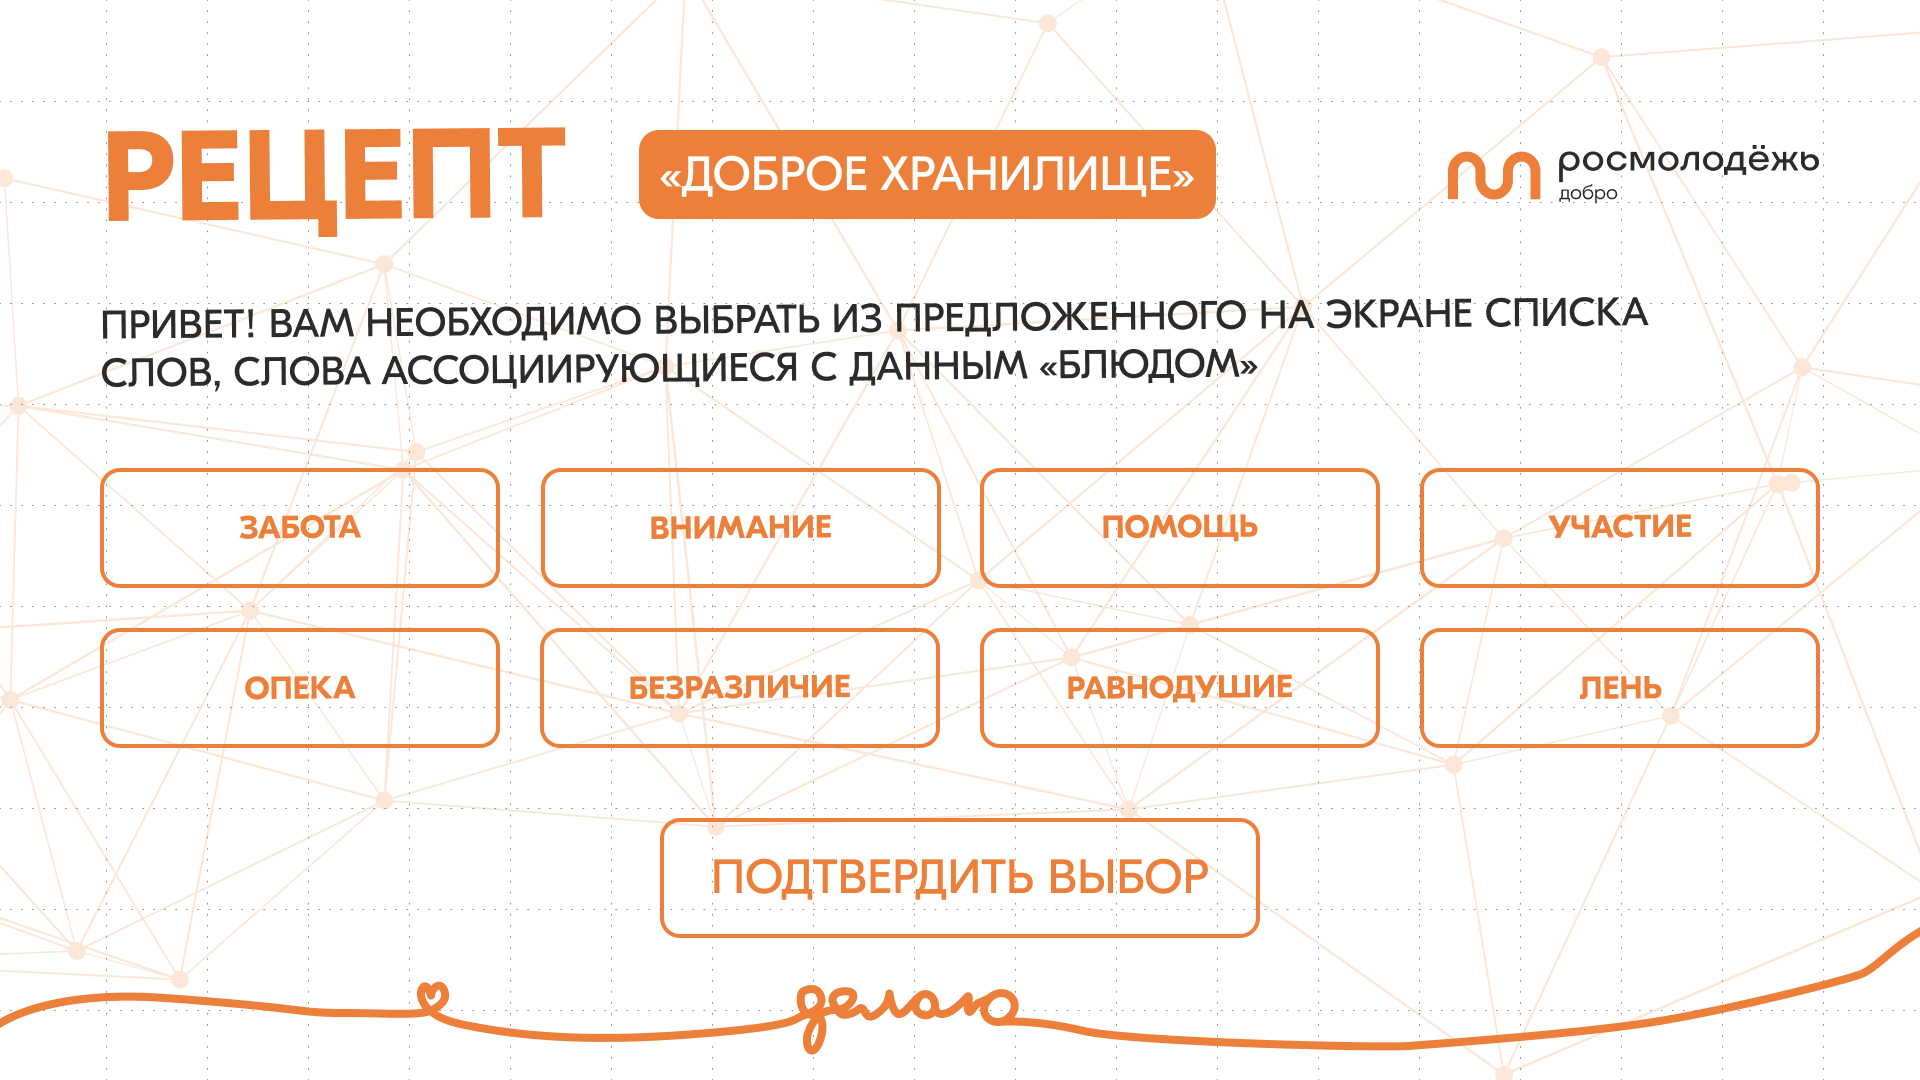 РЕЦЕПТ
«ДОБРОЕ ХРАНИЛИЩЕ»
росмолодёжь
добро
ПРИВЕТ! ВАМ НЕОБХОДИМО ВЫБРАТЬ ИЗ ПРЕДЛОЖЕННОГО НА ЭКРАНЕ СПИСКА
СЛОВ, СЛОВА АССОЦИИРУЮЩИЕСЯ С ДАННЫМ «БЛЮДОМ»
ЗАБОТА
ВНИМАНИЕ
ПОМОЩЬ
УЧАСТИЕ
ОПЕКА
БЕЗРАЗЛИЧИЕ
РАВНОДУШИЕ
ЛЕНЬ
ПОДТВЕРДИТЬ ВЫБОР
делаю